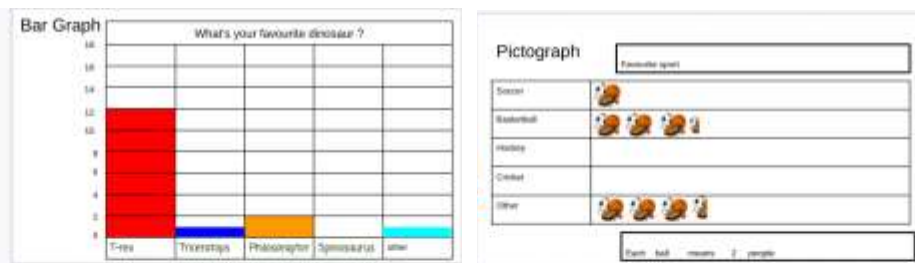 Bar Graph
What's your favourite dinosaur ?
18
16
14
12
10
8
6
4
2
0
T-rex
Triceratops
Spinosaurus
other
Pictograph
Favourite sport
Soccer
Basketball
Hockey
Cricket
Other
Each ball means 2 people